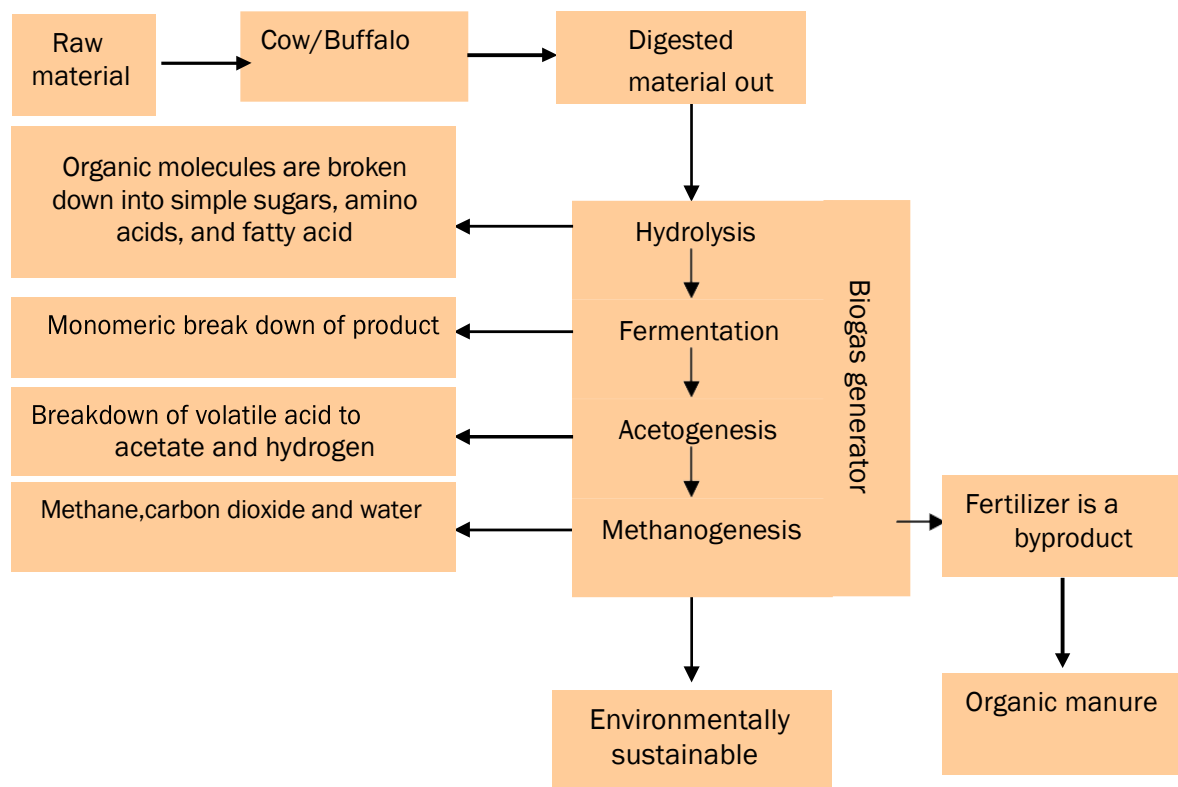 Raw
material
Cow/Buffalo
Digested
material out
Organic molecules are broken
down into simple sugars, amino
acids, and fatty acid
Hydrolysis
Monomeric break down of product
Fermentation
Breakdown of volatile acid to
acetate and hydrogen
Acetogenesis
Methane,carbon dioxide and water
Methanogenesis
Biogas generator
Fertilizer is a
byproduct
Organic manure
Environmentally
sustainable